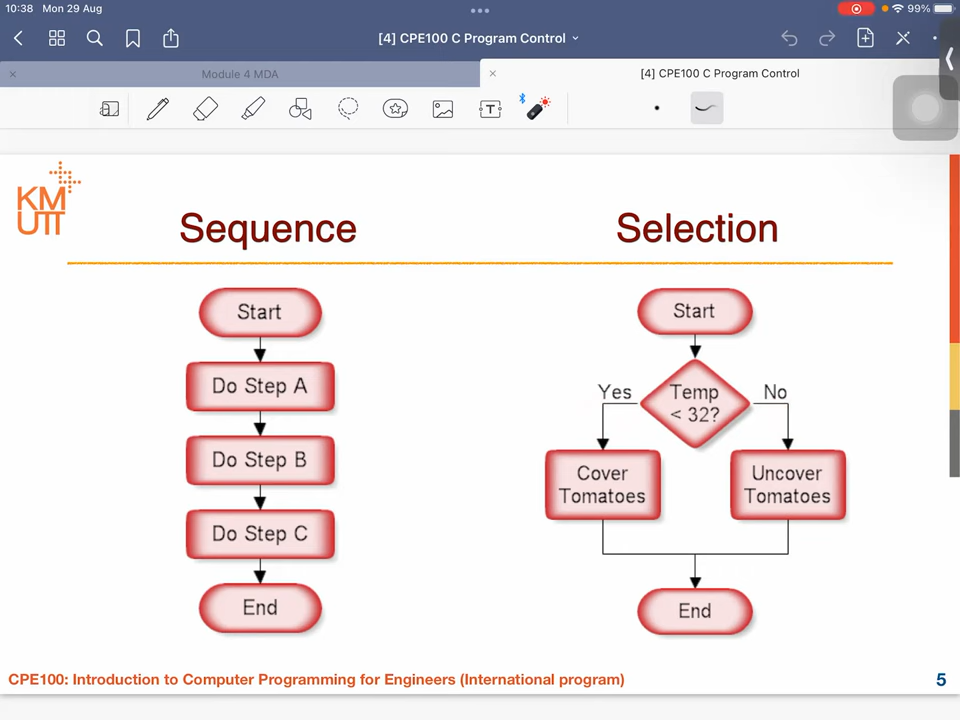 10:38 Mon 29 Aug
99%
[4] CPE100 C Program Control
Module 4 MDA
[4] CPE100 C Program Control
T
KM
UTT
Sequence
Start
Do Step A
Do Step B
Do Step C
End
Selection
Start
Temp
< 32?
Yes
No
Cover
Tomatoes
Uncover
Tomatoes
End
CPE100: Introduction to Computer Programming for Engineers (International program)
5